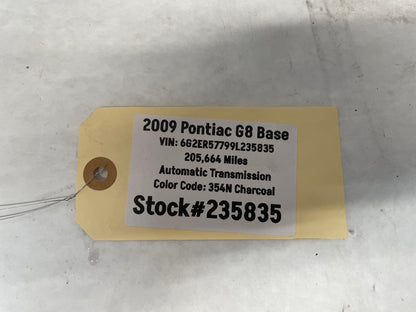 2009 Pontiac G8 Base
VIN: 6G2ER57799L235835
205,664 Miles
Automatic Transmission
Color Code: 354N Charcoal
Stock#235835